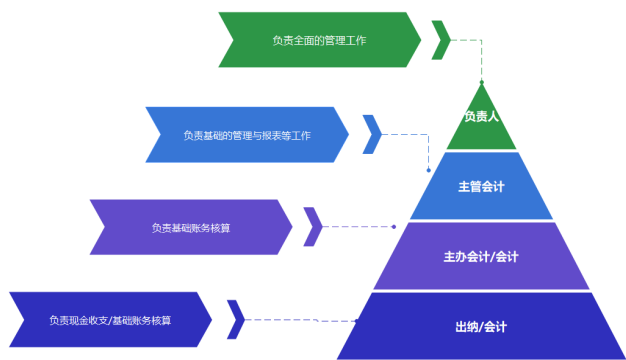 负责全面的管理工作
负责人
负责基础的管理与报表等工作
主管会计
负责基础账务核算
主办会计/会计
负责现金收支/基础账务核算
出纳/会计